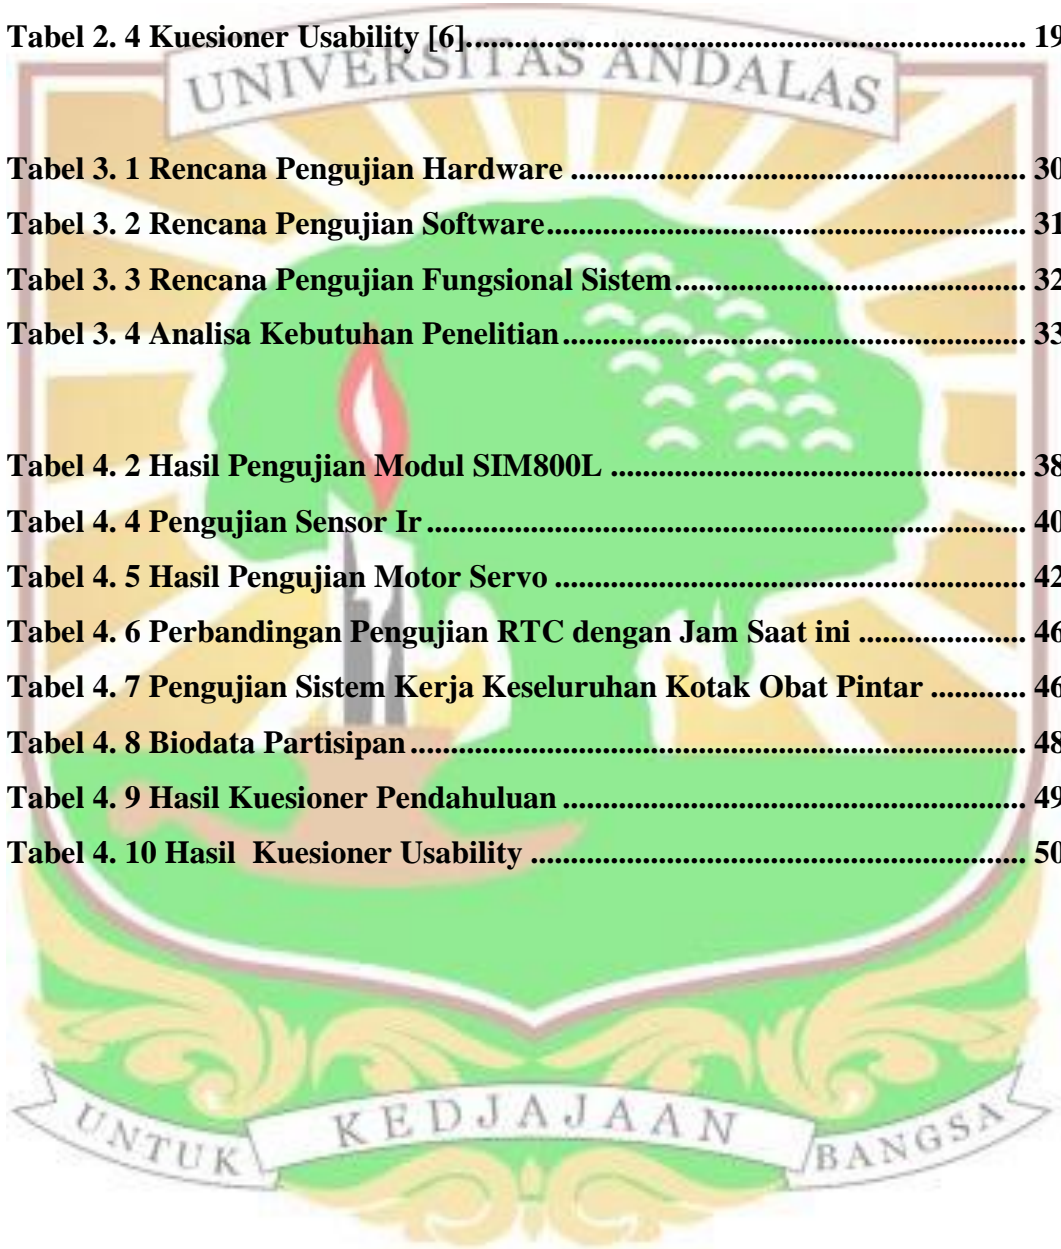 Tabel 2. 4 Kuesioner Usability [6]..................................................................... 19
UNIVERSITAS ANDALAS
Tabel 3. 1 Rencana Pengujian Hardware ......................................................... 30
Tabel 3. 2 Rencana Pengujian Software............................................................ 31
Tabel 3. 3 Rencana Pengujian Fungsional Sistem............................................ 32
Tabel 3. 4 Analisa Kebutuhan Penelitian.......................................................... 33
Tabel 4. 2 Hasil Pengujian Modul SIM800L .................................................... 38
Tabel 4. 4 Pengujian Sensor Ir........................................................................... 40
Tabel 4. 5 Hasil Pengujian Motor Servo ........................................................... 42
Tabel 4. 6 Perbandingan Pengujian RTC dengan Jam Saat ini ..................... 46
Tabel 4. 7 Pengujian Sistem Kerja Keseluruhan Kotak Obat Pintar ............ 46
Tabel 4. 8 Biodata Partisipan............................................................................. 48
Tabel 4. 9 Hasil Kuesioner Pendahuluan .......................................................... 49
Tabel 4. 10 Hasil  Kuesioner Usability .............................................................. 50
UNTUK KEDJAJAAN BANGSA